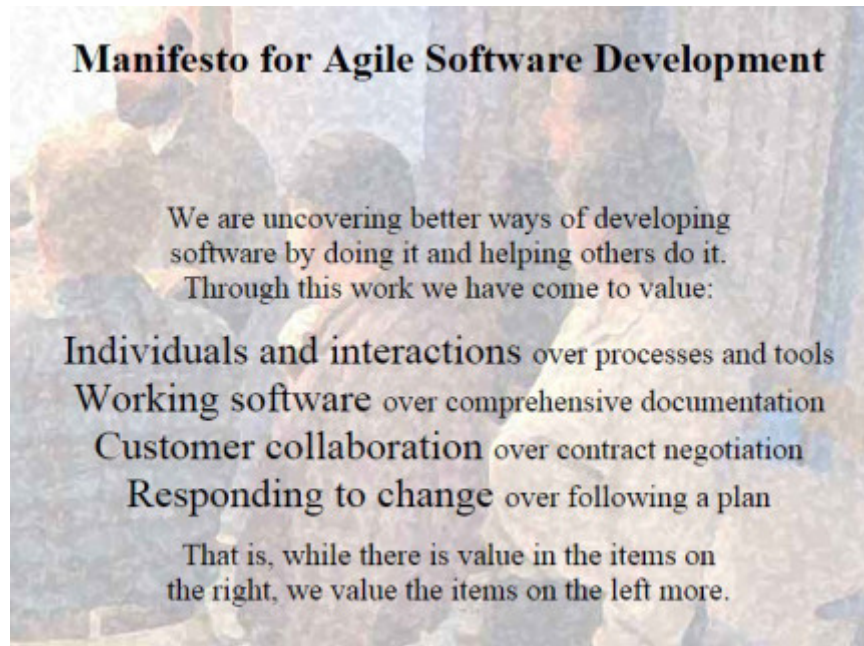 Manifesto for Agile Software Development
We are uncovering better ways of developing
software by doing it and helping others do it.
Through this work we have come to value:
Individuals and interactions over processes and tools
Working software over comprehensive documentation
Customer collaboration over contract negotiation
Responding to change over following a plan
That is, while there is value in the items on
the right, we value the items on the left more.